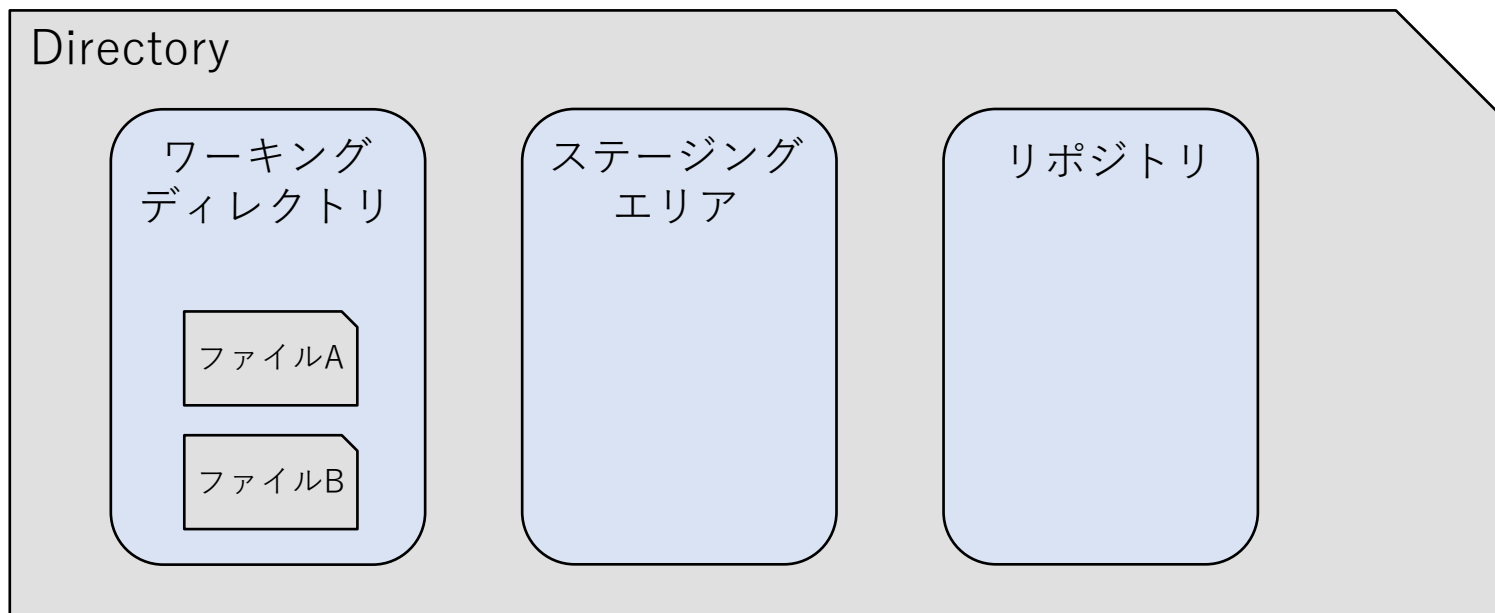 Directory
ワーキング
ディレクトリ
ステージング
エリア
リポジトリ
ファイルA
ファイルB